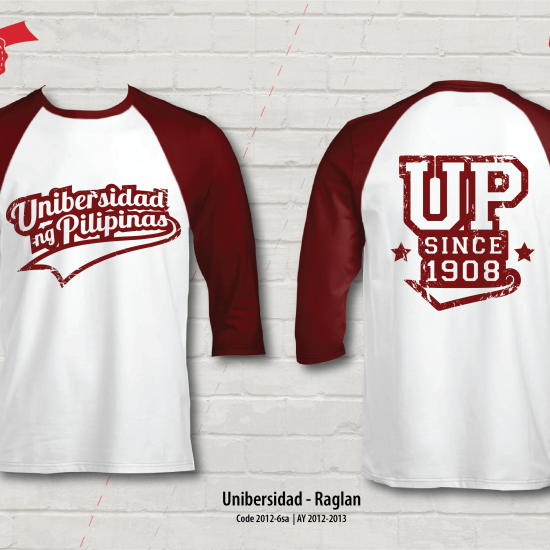 Unibersidad
ng Pilipinas
UP
SINCE
1908
Unibersidad - Raglan
Code 2012-6sa | AY 2012-2013